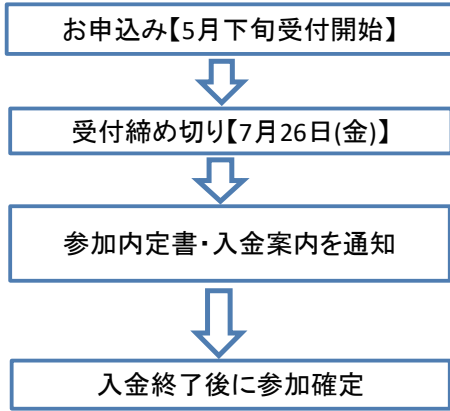 お申込み【5月下旬受付開始】
受付締め切り【7月26日(金)】
参加内定書・入金案内を通知
入金終了後に参加確定